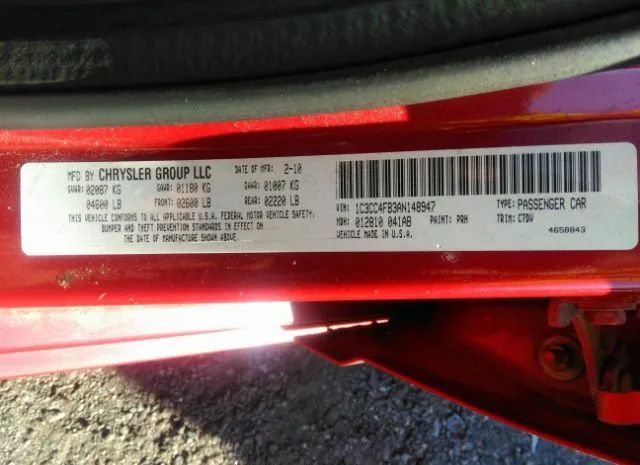 MFD BY CHRYSLER GROUP LLC DATE OF MFR: 2-10
GVWR: 02087 KG GAWR: 01180 KG GAWR: 01007 KG
04600 LB FRONT: 02600 LB REAR: 02220 LB
THIS VEHICLE CONFORMS TO ALL APPLICABLE U.S.A. FEDERAL MOTOR VEHICLE SAFETY,
BUMPER AND THEFT PREVENTION STANDARDS IN EFFECT ON
THE DATE OF MANUFACTURE SHOWN ABOVE.
VIN: 1C3CC4FB3AN148947 TYPE: PASSENGER CAR
MDH: 012810 041AB PAINT: PRH TRIM: C7DV
VEHICLE MADE IN U.S.A. 4658843